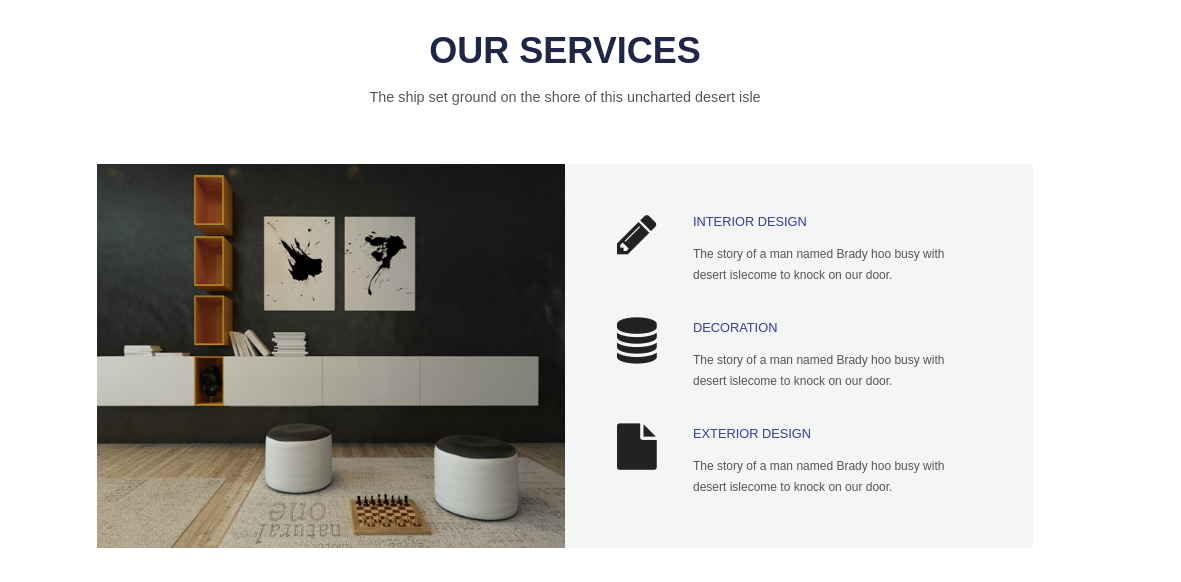 OUR SERVICES
The ship set ground on the shore of this uncharted desert isle
INTERIOR DESIGN
The story of a man named Brady hoo busy with
desert islecome to knock on our door.
DECORATION
The story of a man named Brady hoo busy with
desert islecome to knock on our door.
EXTERIOR DESIGN
The story of a man named Brady hoo busy with
desert islecome to knock on our door.
one
natural